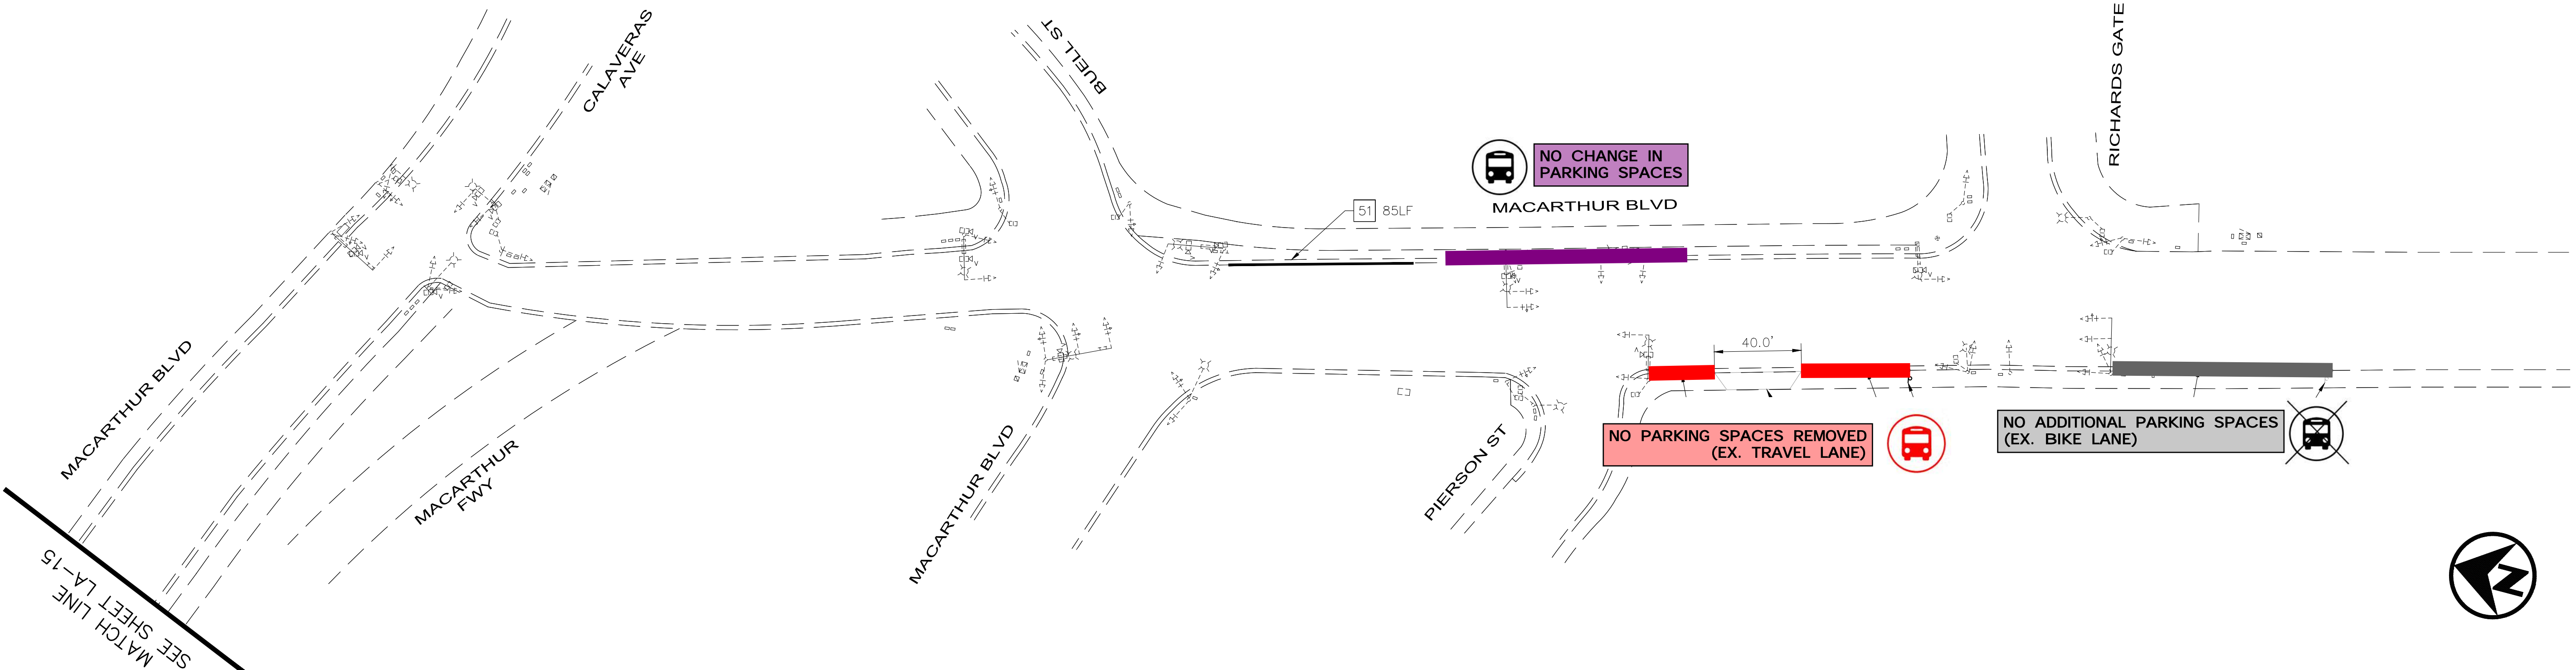 CALAVERAS
AVE
BUELL ST
RICHARDS GATE
NO CHANGE IN
PARKING SPACES
MACARTHUR BLVD
51 85LF
40.0'
MACARTHUR BLVD
MACARTHUR
FWY
MACARTHUR BLVD
PIERSON ST
NO PARKING SPACES REMOVED
(EX. TRAVEL LANE)
NO ADDITIONAL PARKING SPACES
(EX. BIKE LANE)
MATCH LINE
SEE SHEET LA-15
N